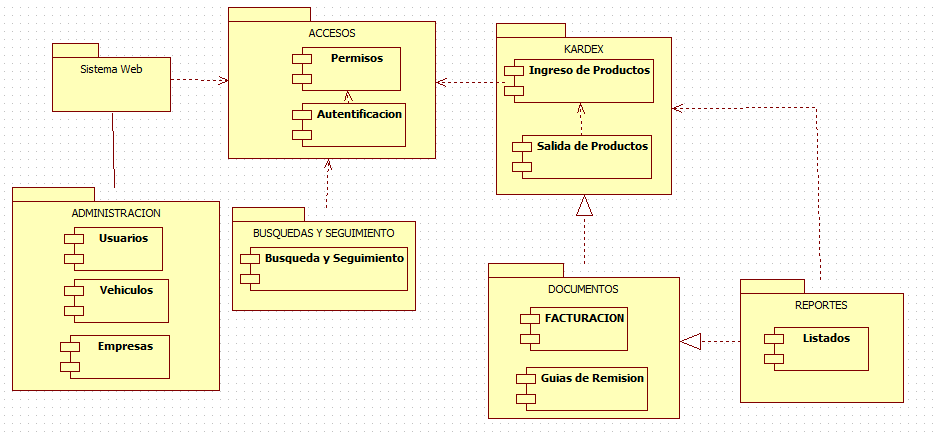 Sistema Web
ACCESOS
Permisos
Autentificacion
KARDEX
Ingreso de Productos
Salida de Productos
ADMINISTRACION
Usuarios
Vehiculos
Empresas
BUSQUEDAS Y SEGUIMIENTO
Busqueda y Seguimiento
DOCUMENTOS
FACTURACION
Guias de Remision
REPORTES
Listados